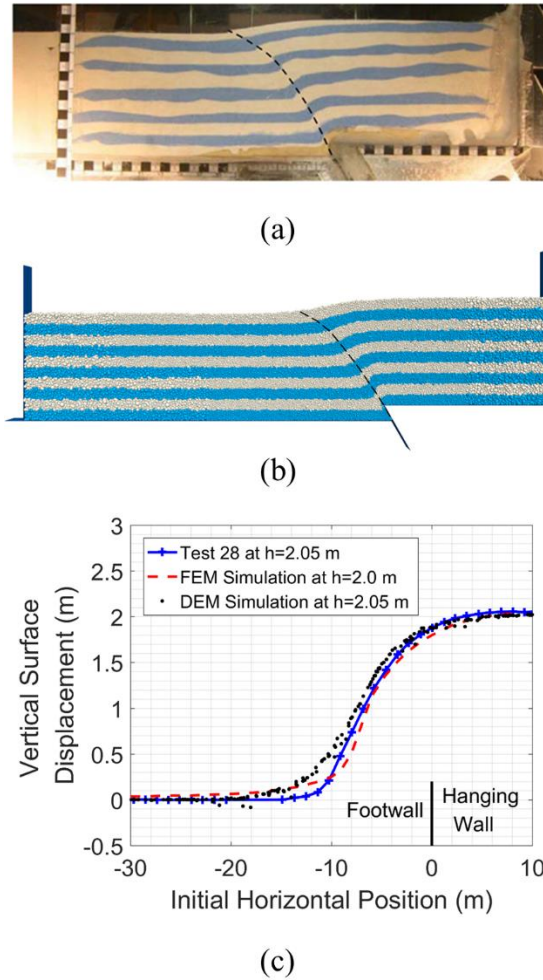 (a)
(b)
3
2.5
2
1.5
1
0.5
0
-0.5
Vertical Surface
Displacement (m)
Test 28 at h=2.05 m
FEM Simulation at h=2.0 m
DEM Simulation at h=2.05 m
Footwall
Hanging
Wall
-30
-20
-10
0
10
Initial Horizontal Position (m)
(c)